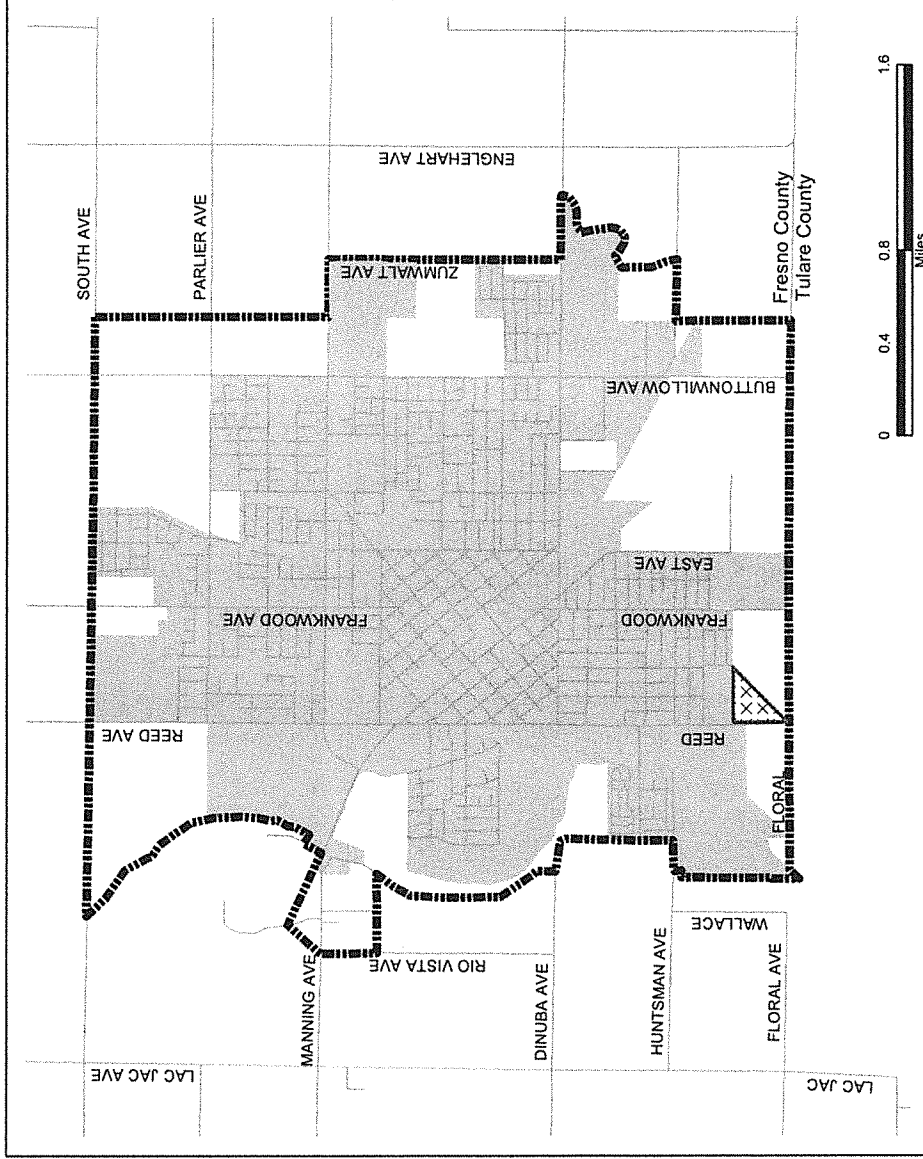 SOUTH AVE
PARLIER AVE
ENGLEHART AVE
ZUMWALT AVE
FRANKWOOD AVE
REED AVE
LAC JAC AVE
MANNING AVE
RIO VISTA AVE
DINUBA AVE
HUNTSMAN AVE
WALLACE
FLORAL AVE
LAC JAC
FLORAL
REED
FRANKWOOD
EAST AVE
BUTTONWILLOW AVE
Fresno County
Tulare County
0 0.4 0.8 1.6
Miles